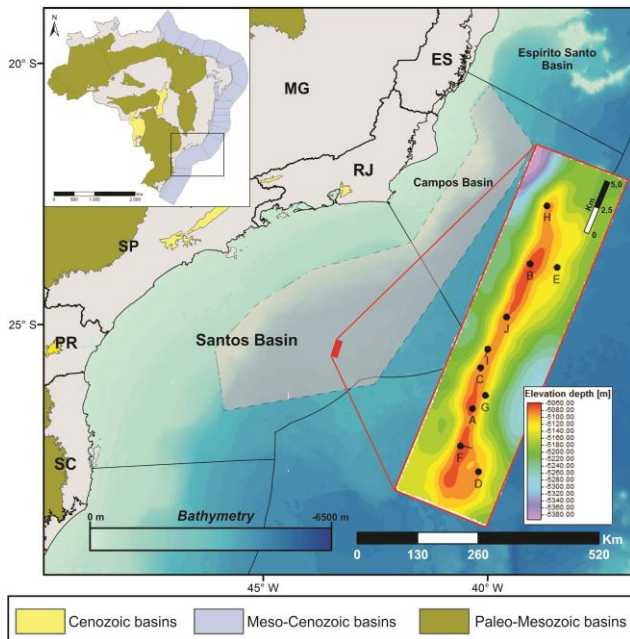 N
20° S
25° S
0 500 1.000 2.000
ES
Espirito Santo
Basin
MG
RJ
Campos Basin
SP
PR
SC
Santos Basin
Km
5,0
2,5
0
H
B
E
J
I
C
G
A
F
D
Elevation depth [m]
-5060.00
-5080.00
-5100.00
-5120.00
-5140.00
-5160.00
-5180.00
-5200.00
-5220.00
-5240.00
-5260.00
-5280.00
-5300.00
-5320.00
-5340.00
-5360.00
-5380.00
0 m Bathymetry -6500 m
Km
0 130 260 520
45° W
40° W
Cenozoic basins Meso-Cenozoic basins Paleo-Mesozoic basins